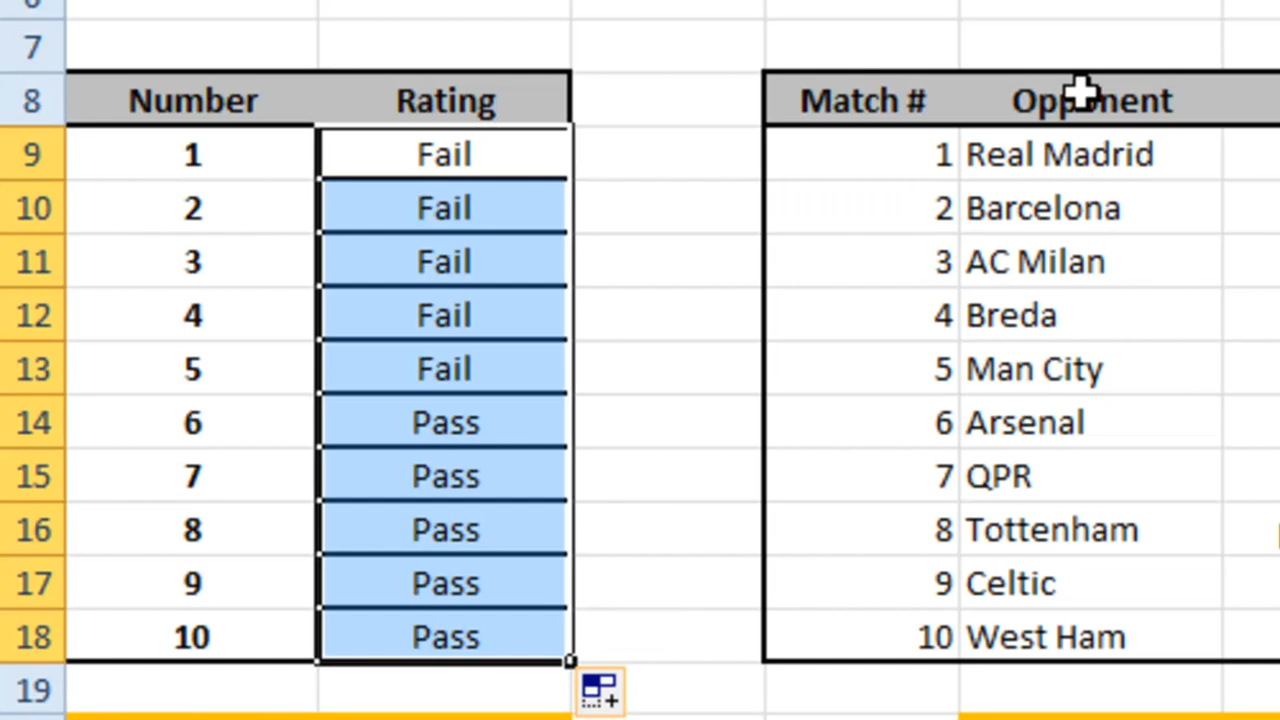 7
8 Number Rating Match # Opponent
9 1 Fail 1 Real Madrid
10 2 Fail 2 Barcelona
11 3 Fail 3 AC Milan
12 4 Fail 4 Breda
13 5 Fail 5 Man City
14 6 Pass 6 Arsenal
15 7 Pass 7 QPR
16 8 Pass 8 Tottenham
17 9 Pass 9 Celtic
18 10 Pass 10 West Ham
19